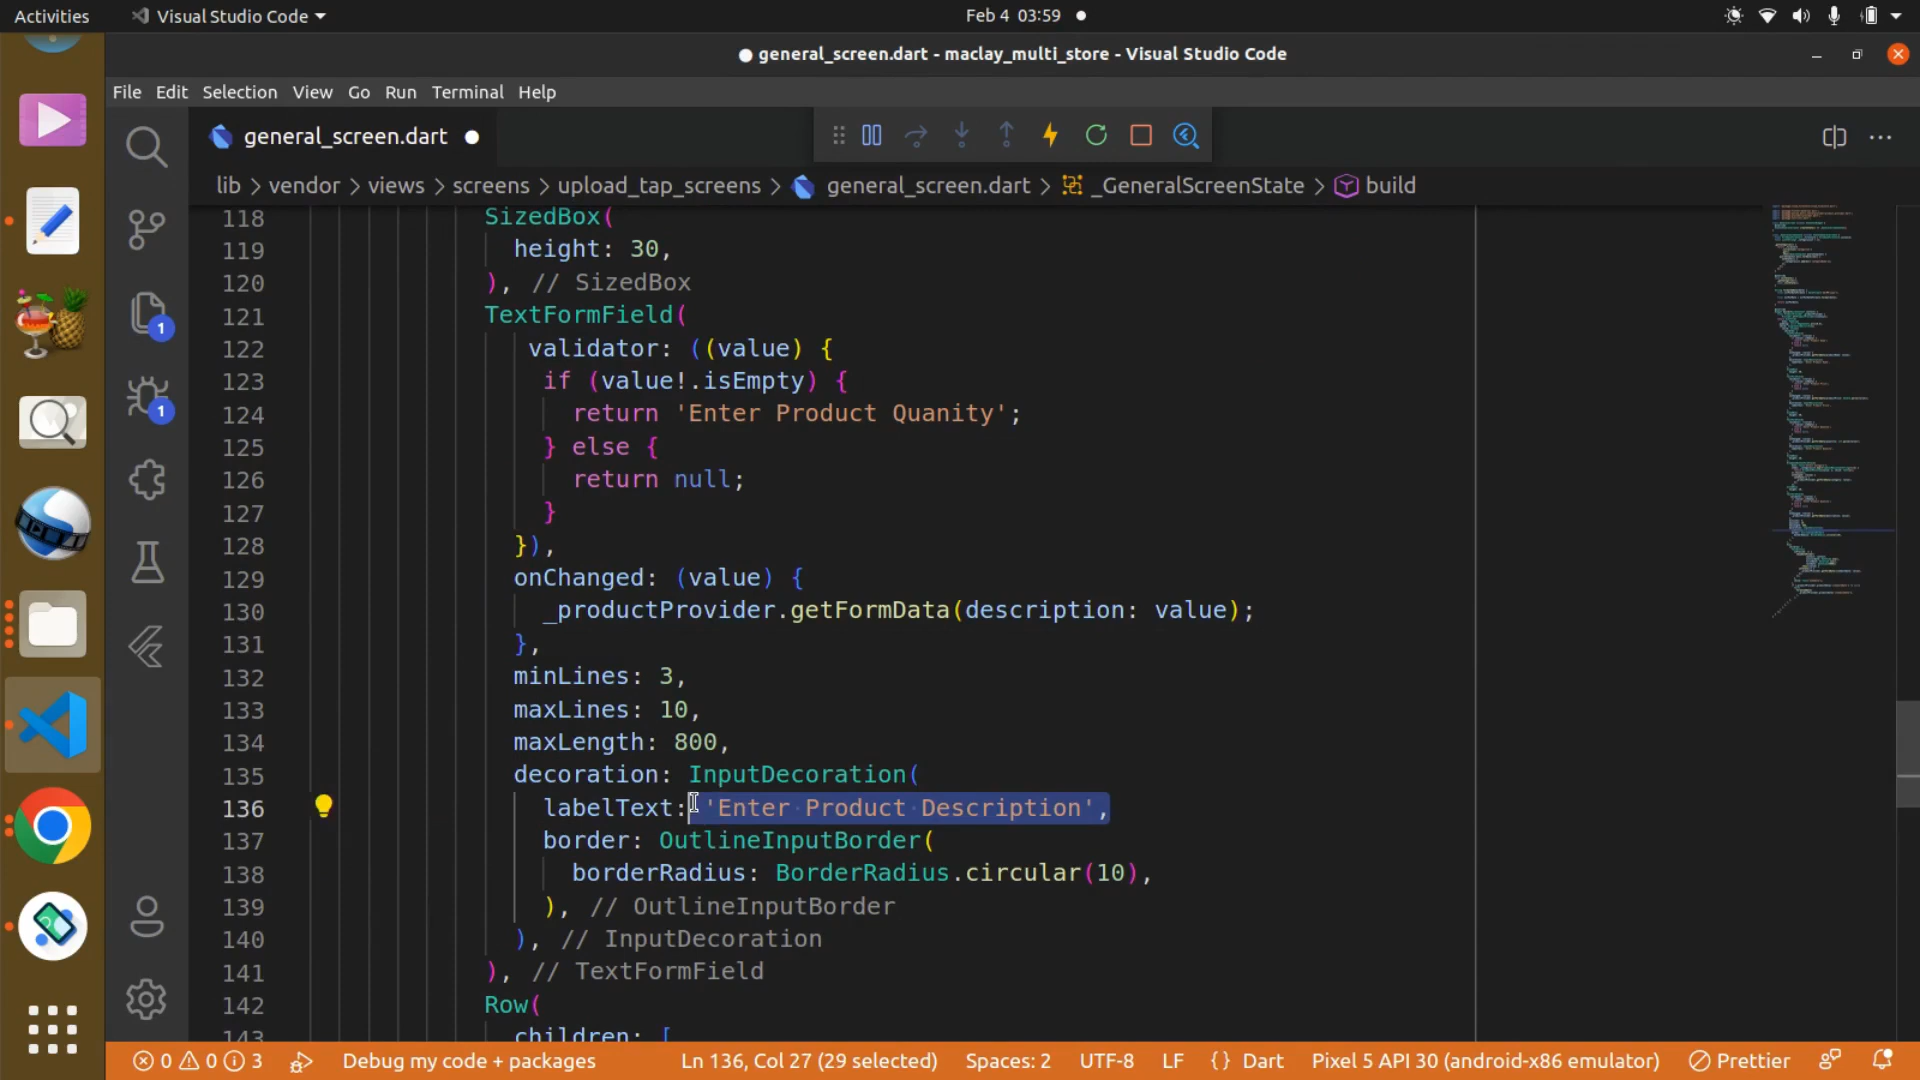 Activities Visual Studio Code Feb 4 03:59
general_screen.dart - maclay_multi_store - Visual Studio Code
File Edit Selection View Go Run Terminal Help
general_screen.dart
lib > vendor > views > screens > upload_tap_screens > general_screen.dart > _GeneralScreenState > build
118 SizedBox(
119 height: 30,
120 ), // SizedBox
121 TextFormField(
122 validator: ((value) {
123 if (value!.isEmpty) {
124 return 'Enter Product Quanity';
125 } else {
126 return null;
127 }
128 }),
129 onChanged: (value) {
130 _productProvider.getFormData(description: value);
131 },
132 minLines: 3,
133 maxLines: 10,
134 maxLength: 800,
135 decoration: InputDecoration(
136 labelText: 'Enter Product Description',
137 border: OutlineInputBorder(
138 borderRadius: BorderRadius.circular(10),
139 ), // OutlineInputBorder
140 ), // InputDecoration
141 ), // TextFormField
142 Row(
143 children: [
1
1
0 0 3 Debug my code + packages Ln 136, Col 27 (29 selected) Spaces: 2 UTF-8 LF {} Dart Pixel 5 API 30 (android-x86 emulator) Prettier